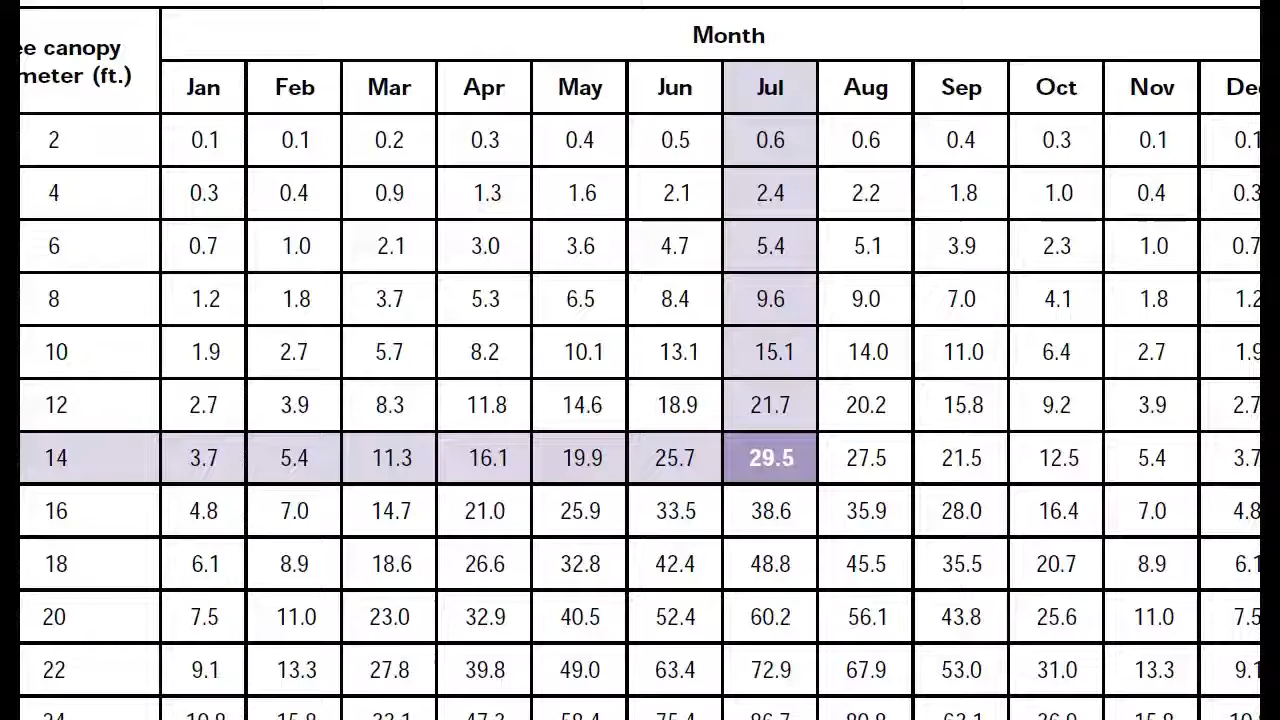 Month
canopy
(ft.)
Jan Feb Mar Apr May Jun Jul Aug Sep Oct Nov
2 0.1 0.1 0.2 0.3 0.4 0.5 0.6 0.6 0.4 0.3 0.1 0.1
4 0.3 0.4 0.9 1.3 1.6 2.1 2.4 2.2 1.8 1.0 0.4 0.3
6 0.7 1.0 2.1 3.0 3.6 4.7 5.4 5.1 3.9 2.3 1.0 0.7
8 1.2 1.8 3.7 5.3 6.5 8.4 9.6 9.0 7.0 4.1 1.8 1.2
10 1.9 2.7 5.7 8.2 10.1 13.1 15.1 14.0 11.0 6.4 2.7 1.9
12 2.7 3.9 8.3 11.8 14.6 18.9 21.7 20.2 15.8 9.2 3.9 2.7
14 3.7 5.4 11.3 16.1 19.9 25.7 29.5 27.5 21.5 12.5 5.4 3.7
16 4.8 7.0 14.7 21.0 25.9 33.5 38.6 35.9 28.0 16.4 7.0 4.8
18 6.1 8.9 18.6 26.6 32.8 42.4 48.8 45.5 35.5 20.7 8.9 6.1
20 7.5 11.0 23.0 32.9 40.5 52.4 60.2 56.1 43.8 25.6 11.0 7.5
22 9.1 13.3 27.8 39.8 49.0 63.4 72.9 67.9 53.0 31.0 13.3 9.1